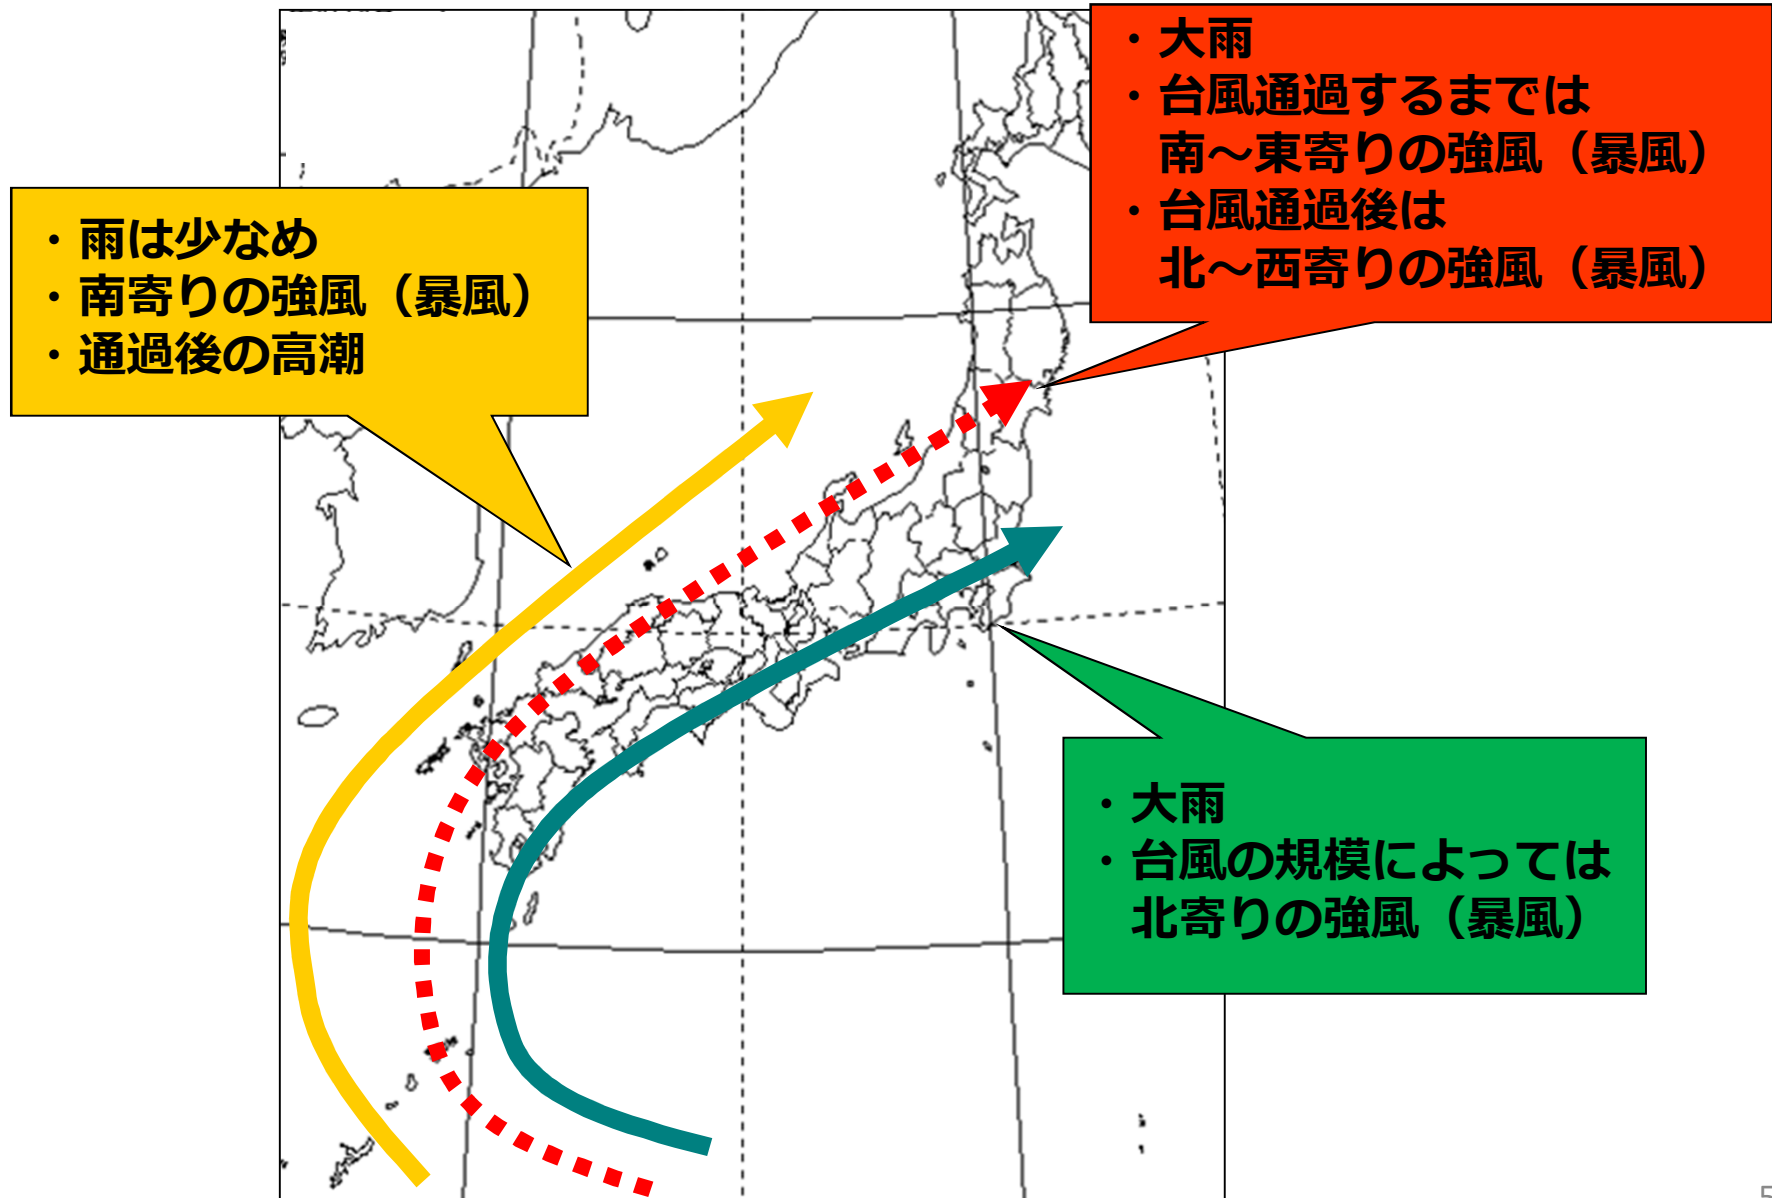 ・雨は少なめ
・南寄りの強風（暴風）
・通過後の高潮
・大雨
・台風通過するまでは
南～東寄りの強風（暴風）
・台風通過後は
北～西寄りの強風（暴風）
・大雨
・台風の規模によっては
北寄りの強風（暴風）